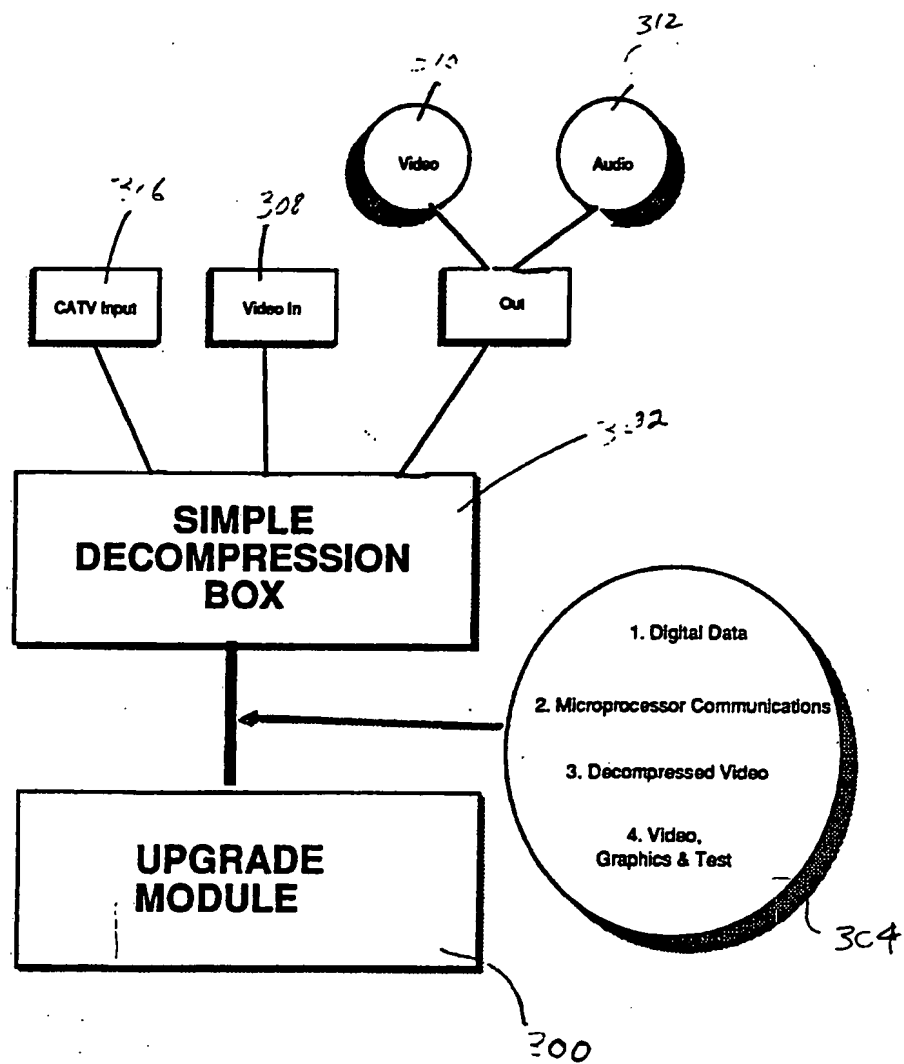 312
Video
Audio
308
CATV Input
Video In
Out
SIMPLE
DECOMPRESSION
BOX
1. Digital Data
2. Microprocessor Communications
3. Decompressed Video
4. Video,
Graphics & Test
UPGRADE
MODULE
304
300